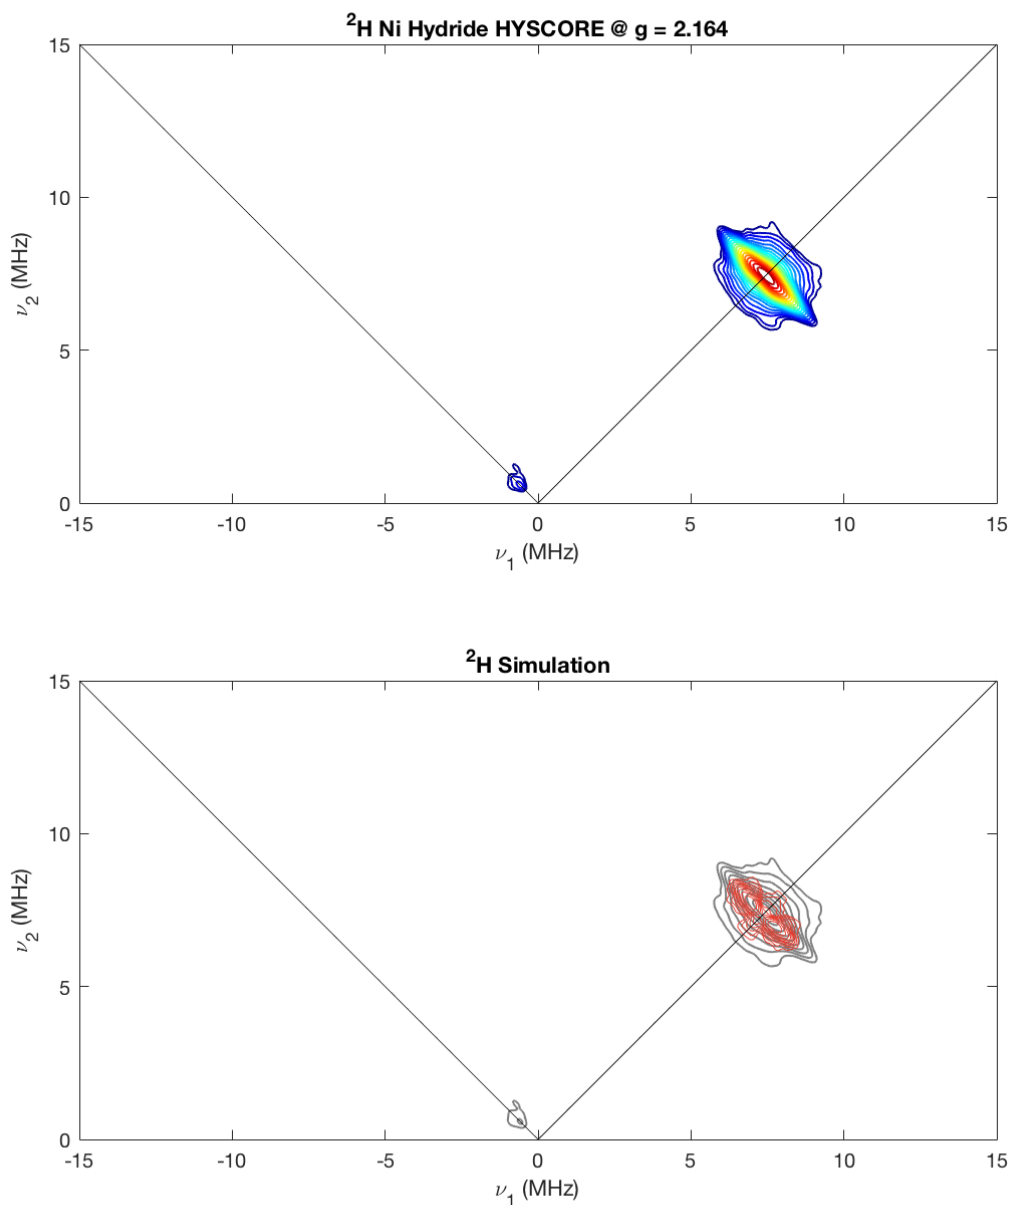 ²H Ni Hydride HYSCORE @ g = 2.164
15
10
5
0
ν₂ (MHz)
-15 -10 -5 0 5 10 15
ν₁ (MHz)
²H Simulation
15
10
5
0
ν₂ (MHz)
-15 -10 -5 0 5 10 15
ν₁ (MHz)